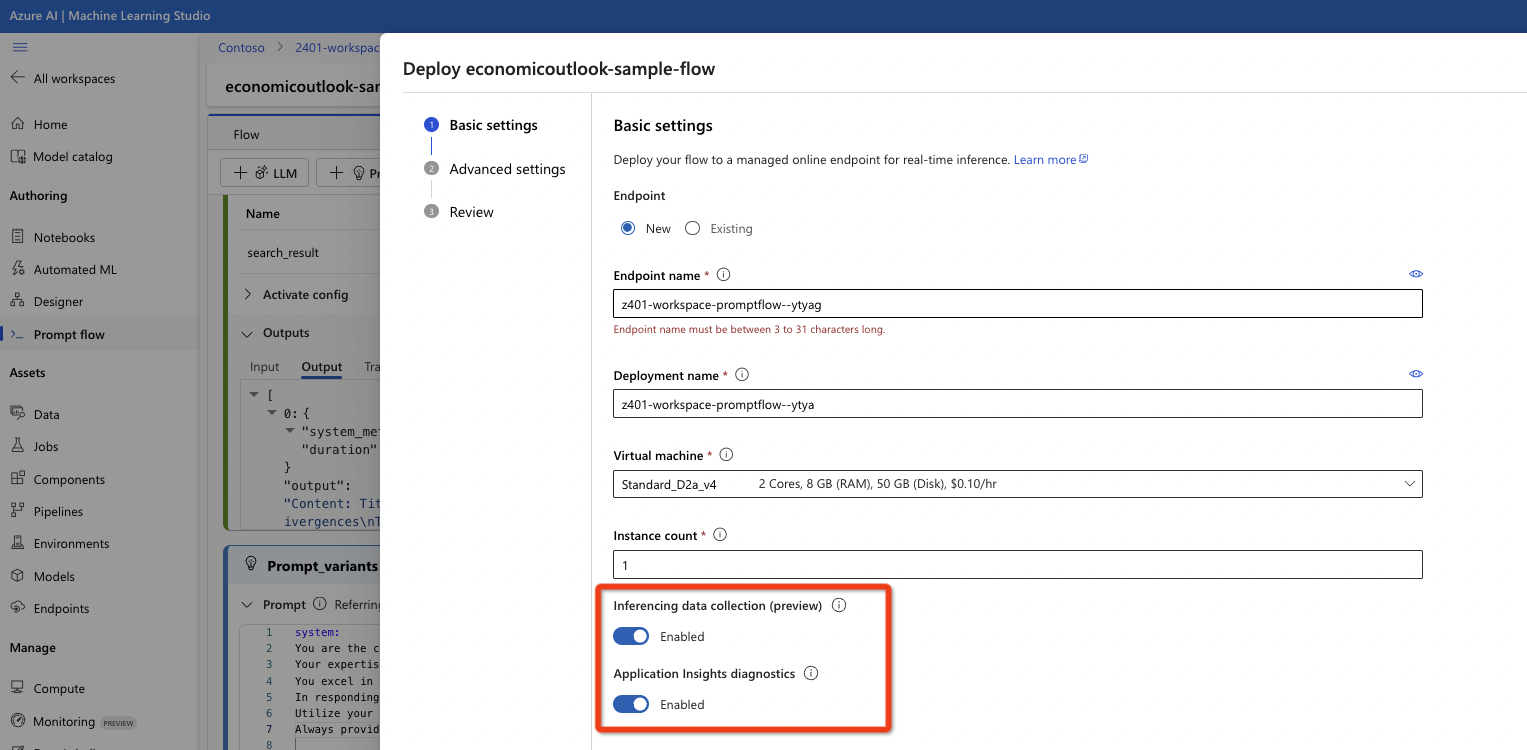 Azure AI | Machine Learning Studio
All workspaces
Home
Model catalog
Authoring
Notebooks
Automated ML
Designer
Prompt flow
Assets
Data
Jobs
Components
Pipelines
Environments
Models
Endpoints
Manage
Compute
Monitoring PREVIEW
Contoso > 2401-workspac
economicoutlook-sar
Flow
LLM
Pr
Name
search_result
Activate config
Outputs
Input Output Tra
[
0: {
"system_met
"duration"
}
"output":
"Content: Tit
ivergences\nT
Prompt_variants
Prompt Referring
1 system:
2 You are the c
3 Your expertis
4 You excel in
5 In responding
6 Utilize your
7 Always provid
8
Deploy economicoutlook-sample-flow
1 Basic settings
2 Advanced settings
3 Review
Basic settings
Deploy your flow to a managed online endpoint for real-time inference. Learn more
Endpoint
New Existing
Endpoint name *
z401-workspace-promptflow--ytyag
Endpoint name must be between 3 to 31 characters long.
Deployment name *
z401-workspace-promptflow--ytya
Virtual machine *
Standard_D2a_v4 2 Cores, 8 GB (RAM), 50 GB (Disk), $0.10/hr
Instance count *
1
Inferencing data collection (preview)
Enabled
Application Insights diagnostics
Enabled